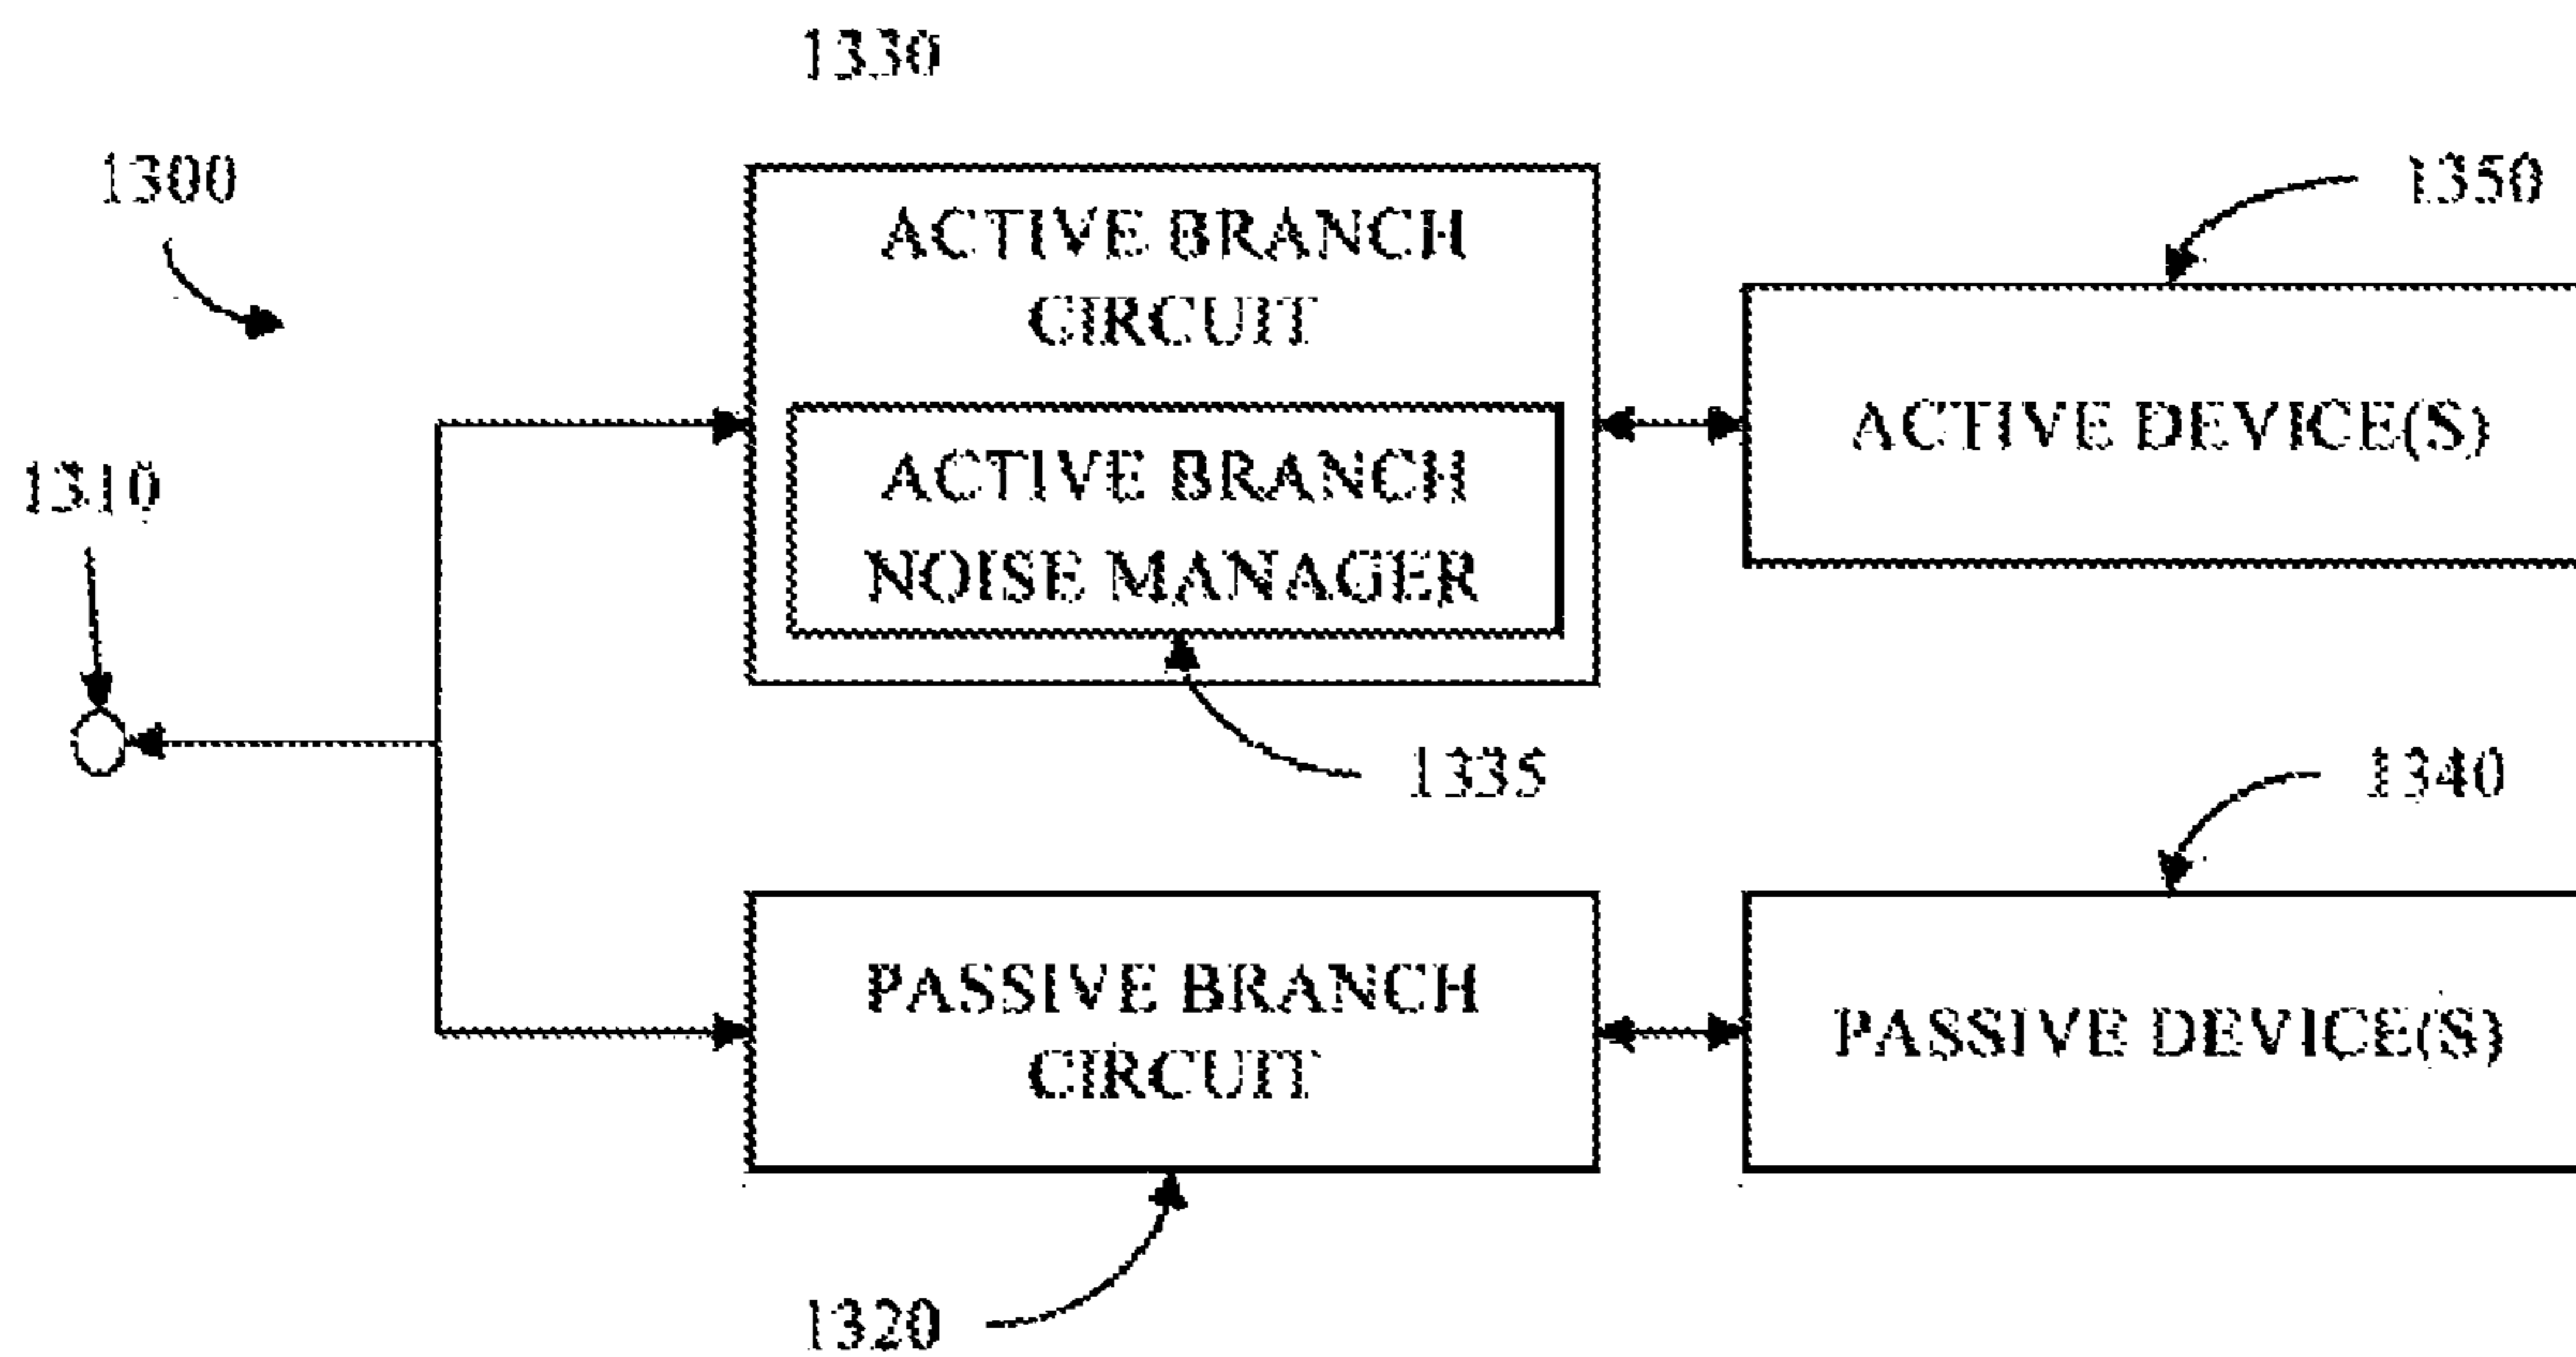 1330
1300
1350
ACTIVE BRANCH
CIRCUIT
ACTIVE DEVICE(S)
1310
ACTIVE BRANCH
NOISE MANAGER
1335
1340
PASSIVE BRANCH
CIRCUIT
PASSIVE DEVICE(S)
1320